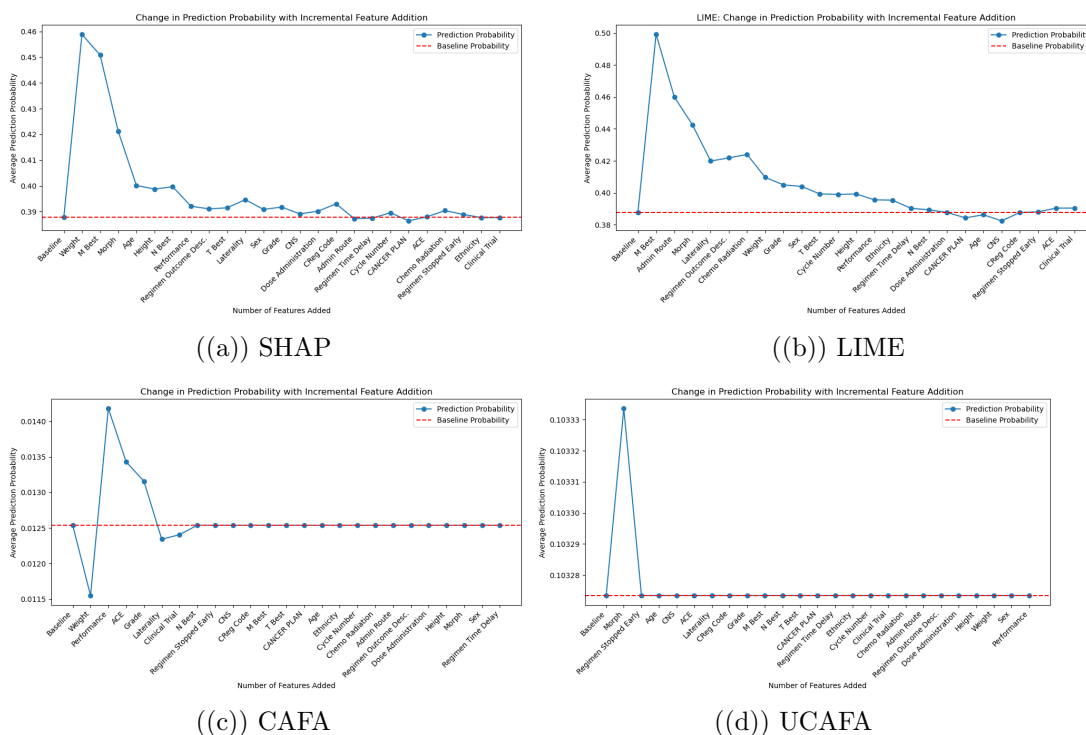 Change in Prediction Probability with Incremental Feature Addition
Prediction Probability
Baseline Probability
0.46
0.45
0.44
0.43
0.42
0.41
0.40
0.39
Average Prediction Probability
Baseline
Weight
M Best
Morph
Age
Height
N Best
Performance
Regimen Outcome Desc.
T Best
Laterality
Sex
Grade
CNS
Dose Administration
CReg Code
Admin Route
Regimen Time Delay
Cycle Number
CANCER PLAN
ACE
Chemo Radiation
Regimen Stopped Early
Ethnicity
Clinical Trial
Number of Features Added
((a)) SHAP
LIME: Change in Prediction Probability with Incremental Feature Addition
Prediction Probability
Baseline Probability
0.50
0.48
0.46
0.44
0.42
0.40
0.38
Average Prediction Probability
Baseline
M Best
Admin Route
Morph
Laterality
Regimen Outcome Desc.
Chemo Radiation
Weight
Grade
Sex
T Best
Cycle Number
Height
Performance
Ethnicity
Regimen Time Delay
N Best
Dose Administration
CANCER PLAN
Age
CNS
CReg Code
Regimen Stopped Early
ACE
Clinical Trial
Number of Features Added
((b)) LIME
Change in Prediction Probability with Incremental Feature Addition
Prediction Probability
Baseline Probability
0.0140
0.0135
0.0130
0.0125
0.0120
0.0115
Average Prediction Probability
Baseline
Weight
Performance
ACE
Grade
Laterality
Clinical Trial
N Best
Regimen Stopped Early
CNS
CReg Code
M Best
T Best
CANCER PLAN
Age
Ethnicity
Cycle Number
Chemo Radiation
Admin Route
Regimen Outcome Desc.
Dose Administration
Height
Morph
Sex
Regimen Time Delay
Number of Features Added
((c)) CAFA
Change in Prediction Probability with Incremental Feature Addition
Prediction Probability
Baseline Probability
0.10333
0.10332
0.10331
0.10330
0.10329
0.10328
Average Prediction Probability
Baseline
Morph
Regimen Stopped Early
Age
CNS
ACE
Laterality
CReg Code
Grade
M Best
N Best
T Best
CANCER PLAN
Regimen Time Delay
Ethnicity
Cycle Number
Clinical Trial
Chemo Radiation
Admin Route
Regimen Outcome Desc.
Dose Administration
Height
Weight
Sex
Performance
Number of Features Added
((d)) UCAFA